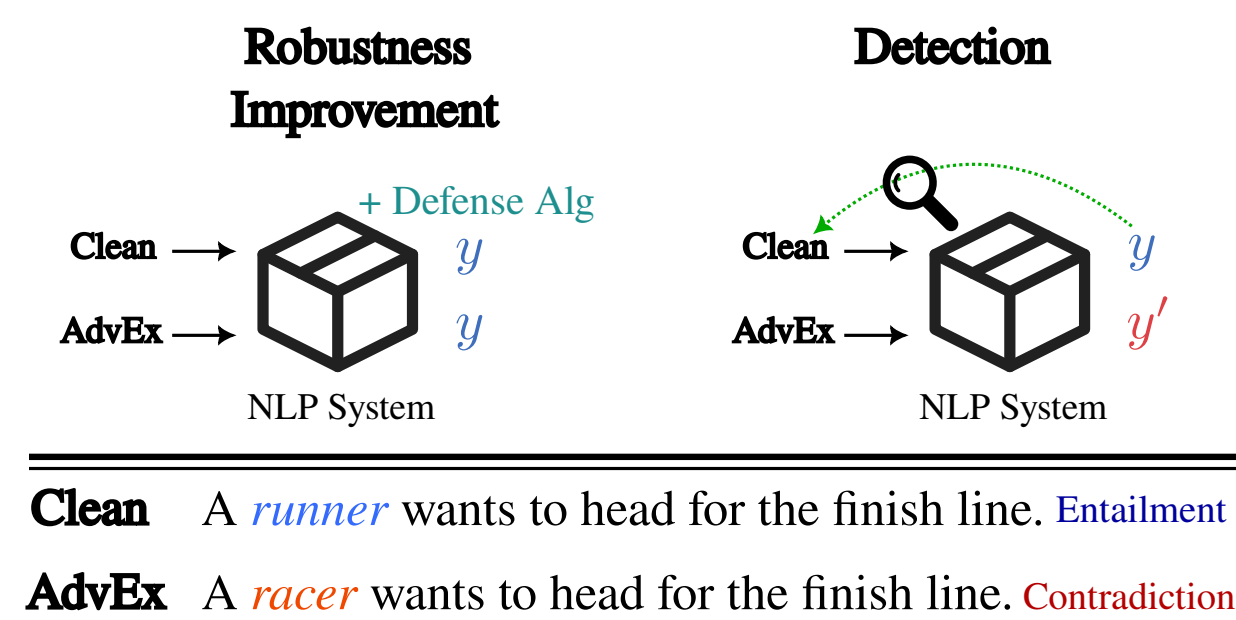 Robustness
Improvement
+ Defense Alg
Clean
y
AdvEx
y
NLP System
Detection
Clean
y
AdvEx
y′
NLP System
Clean A runner wants to head for the finish line. Entailment
AdvEx A racer wants to head for the finish line. Contradiction